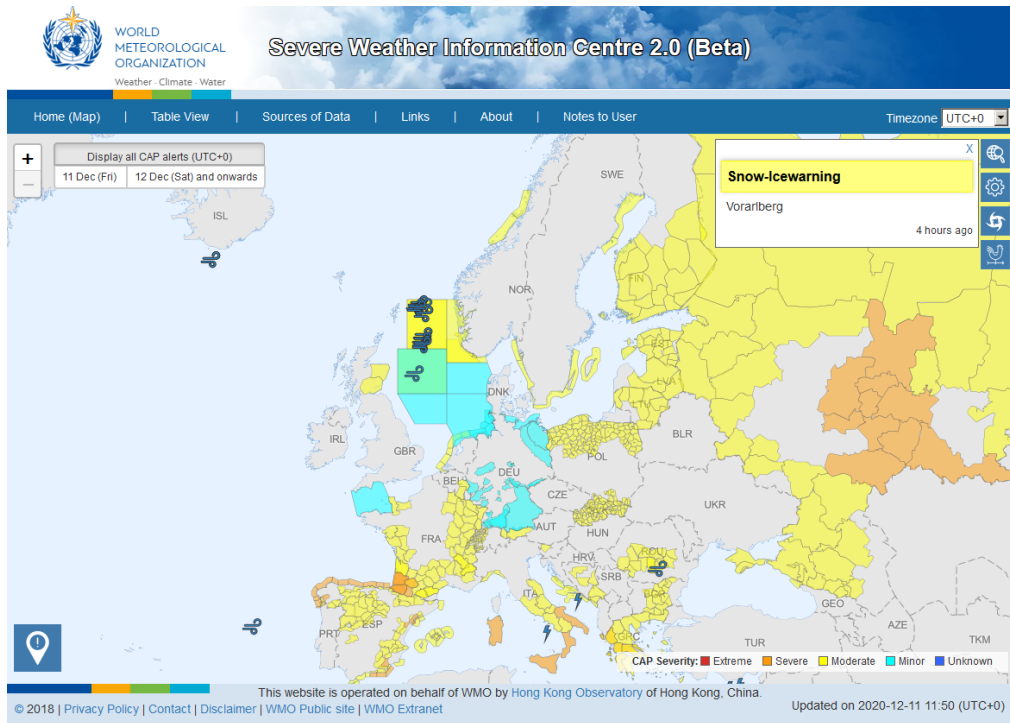 WORLD
METEOROLOGICAL
ORGANIZATION
Weather · Climate · Water
Severe Weather Information Centre 2.0 (Beta)
Home (Map) | Table View | Sources of Data | Links | About | Notes to User
Timezone UTC+0
+
−
Display all CAP alerts (UTC+0)
11 Dec (Fri) 12 Dec (Sat) and onwards
X
Snow-Icewarning
Vorarlberg
4 hours ago
SWE
ISL
FIN
NOR
EST
LVA
DNK
LTU
IRL
GBR
BLR
POL
DEU
BEL
CZE
UKR
AUT
HUN
FRA
HRV
ROU
SRB
ITA
BGR
GEO
PRT
ESP
AZE
GRC
TUR
TKM
CAP Severity: Extreme Severe Moderate Minor Unknown
This website is operated on behalf of WMO by Hong Kong Observatory of Hong Kong, China.
© 2018 | Privacy Policy | Contact | Disclaimer | WMO Public site | WMO Extranet
Updated on 2020-12-11 11:50 (UTC+0)